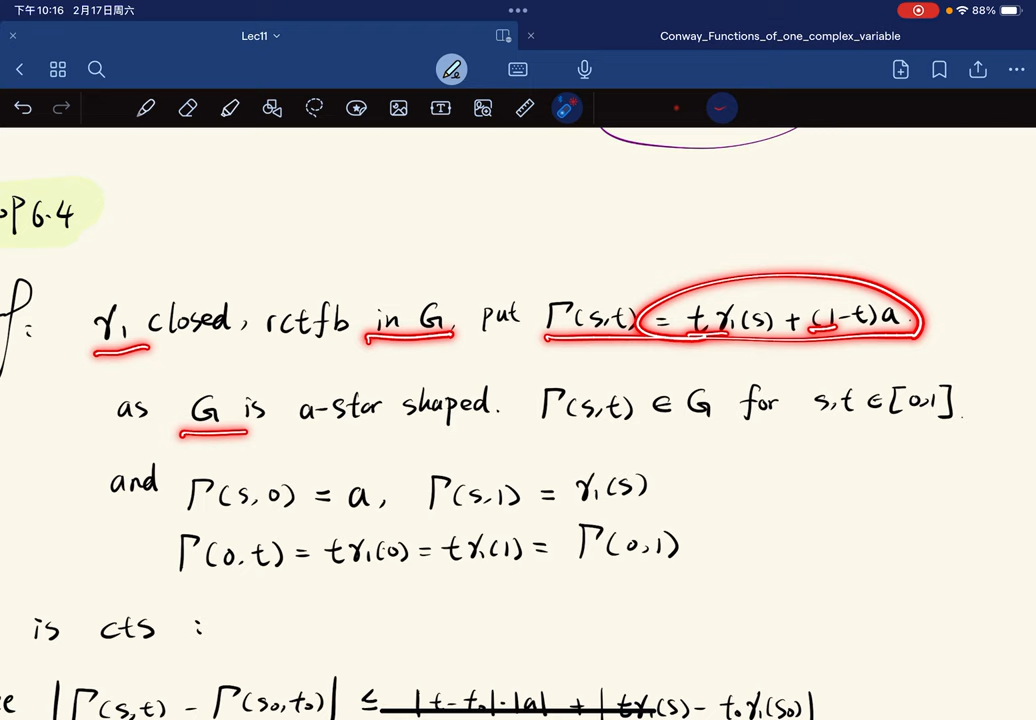 下午10:16 2月17日周六
88%
Lec11
Conway_Functions_of_one_complex_variable
op 6.4
f: γ₁ closed, rctfb in G, put Γ(s,t) = tγ₁(s) + (1-t)a.
as G is a-star shaped. Γ(s,t) ∈ G for s,t ∈ [0,1].
and Γ(s,0) = a, Γ(s,1) = γ₁(s)
Γ(0,t) = tγ₁(0) = tγ₁(1) = Γ(0,1)
is cts :
e |Γ(s,t) - Γ(s₀,t₀)| ≤ |t-t₀|·|a| + |tγ₁(s) - t₀γ₁(s₀)|